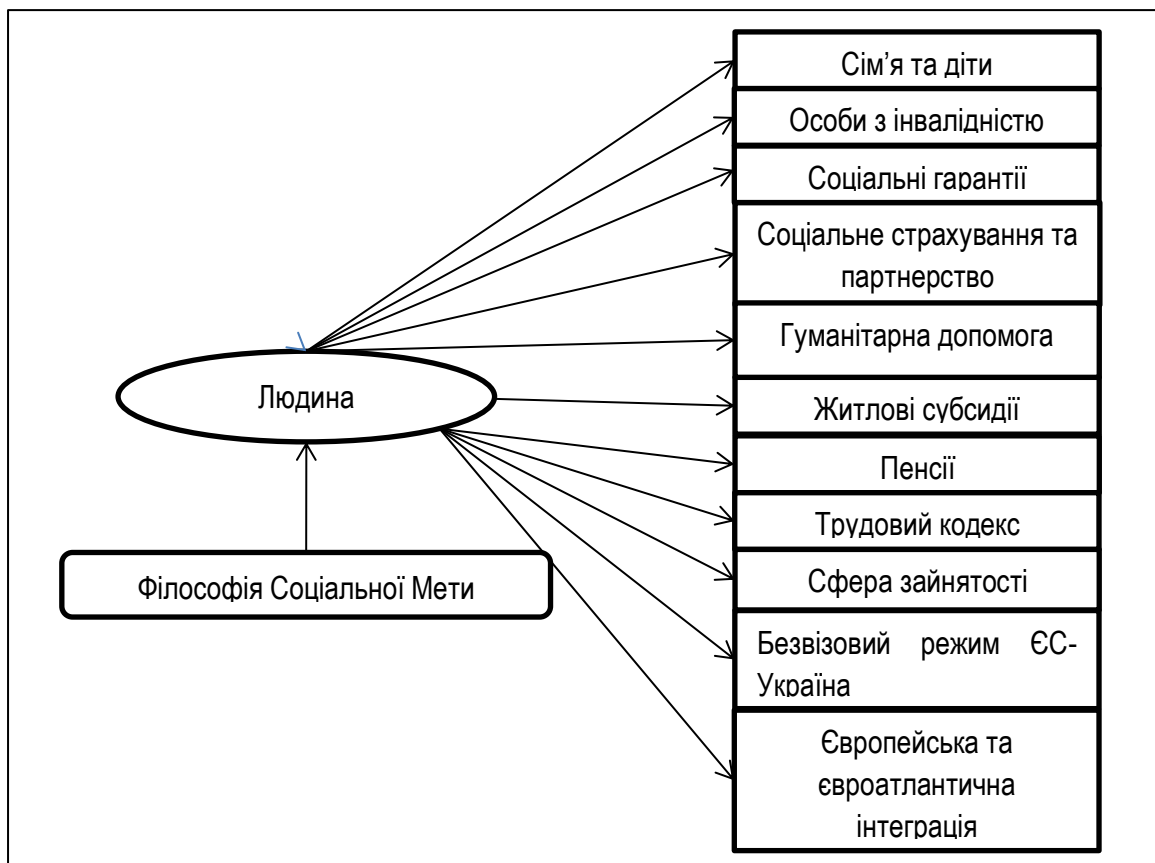 Сім’я та діти
Особи з інвалідністю
Соціальні гарантії
Соціальне страхування та
партнерство
Гуманітарна допомога
Людина
Житлові субсидії
Пенсії
Трудовий кодекс
Філософія Соціальної Мети
Сфера зайнятості
Безвізовий режим ЄС-
Україна
Європейська та
євроатлантична
інтеграція